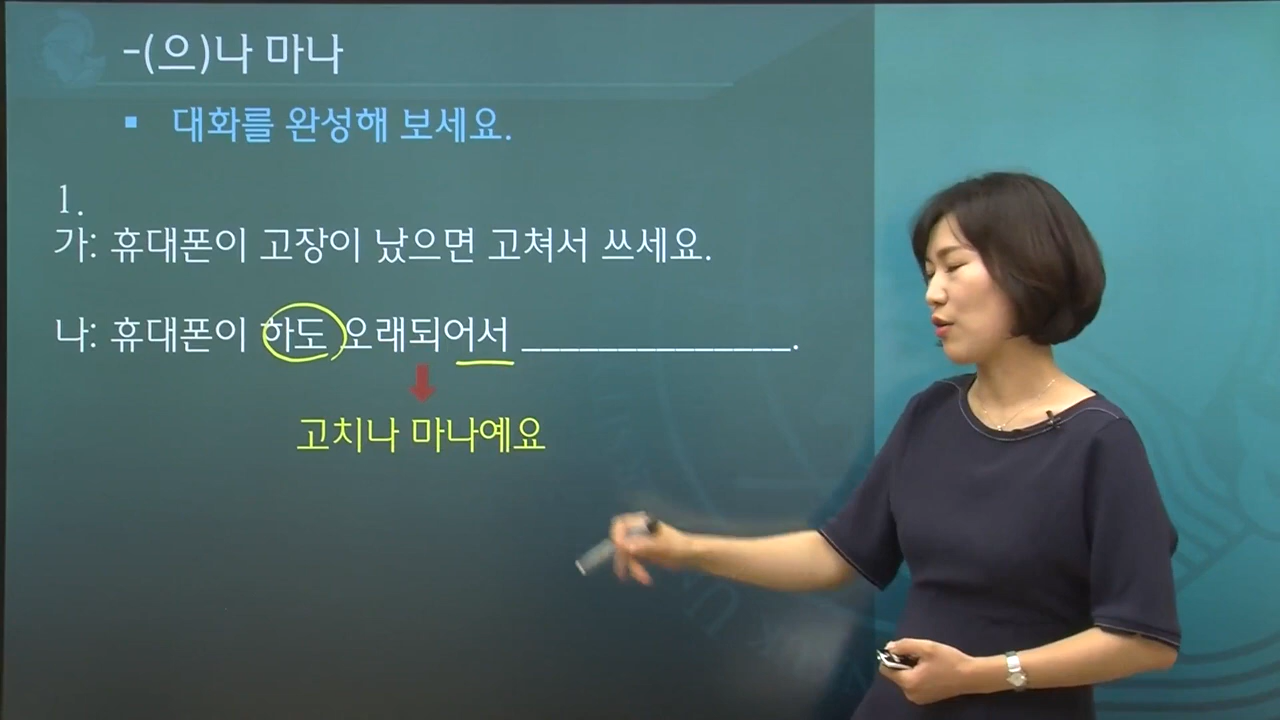 -(으)나 마나
▪ 대화를 완성해 보세요.
1.
가: 휴대폰이 고장이 났으면 고쳐서 쓰세요.
나: 휴대폰이 하도 오래되어서 ______________.
고치나 마나예요